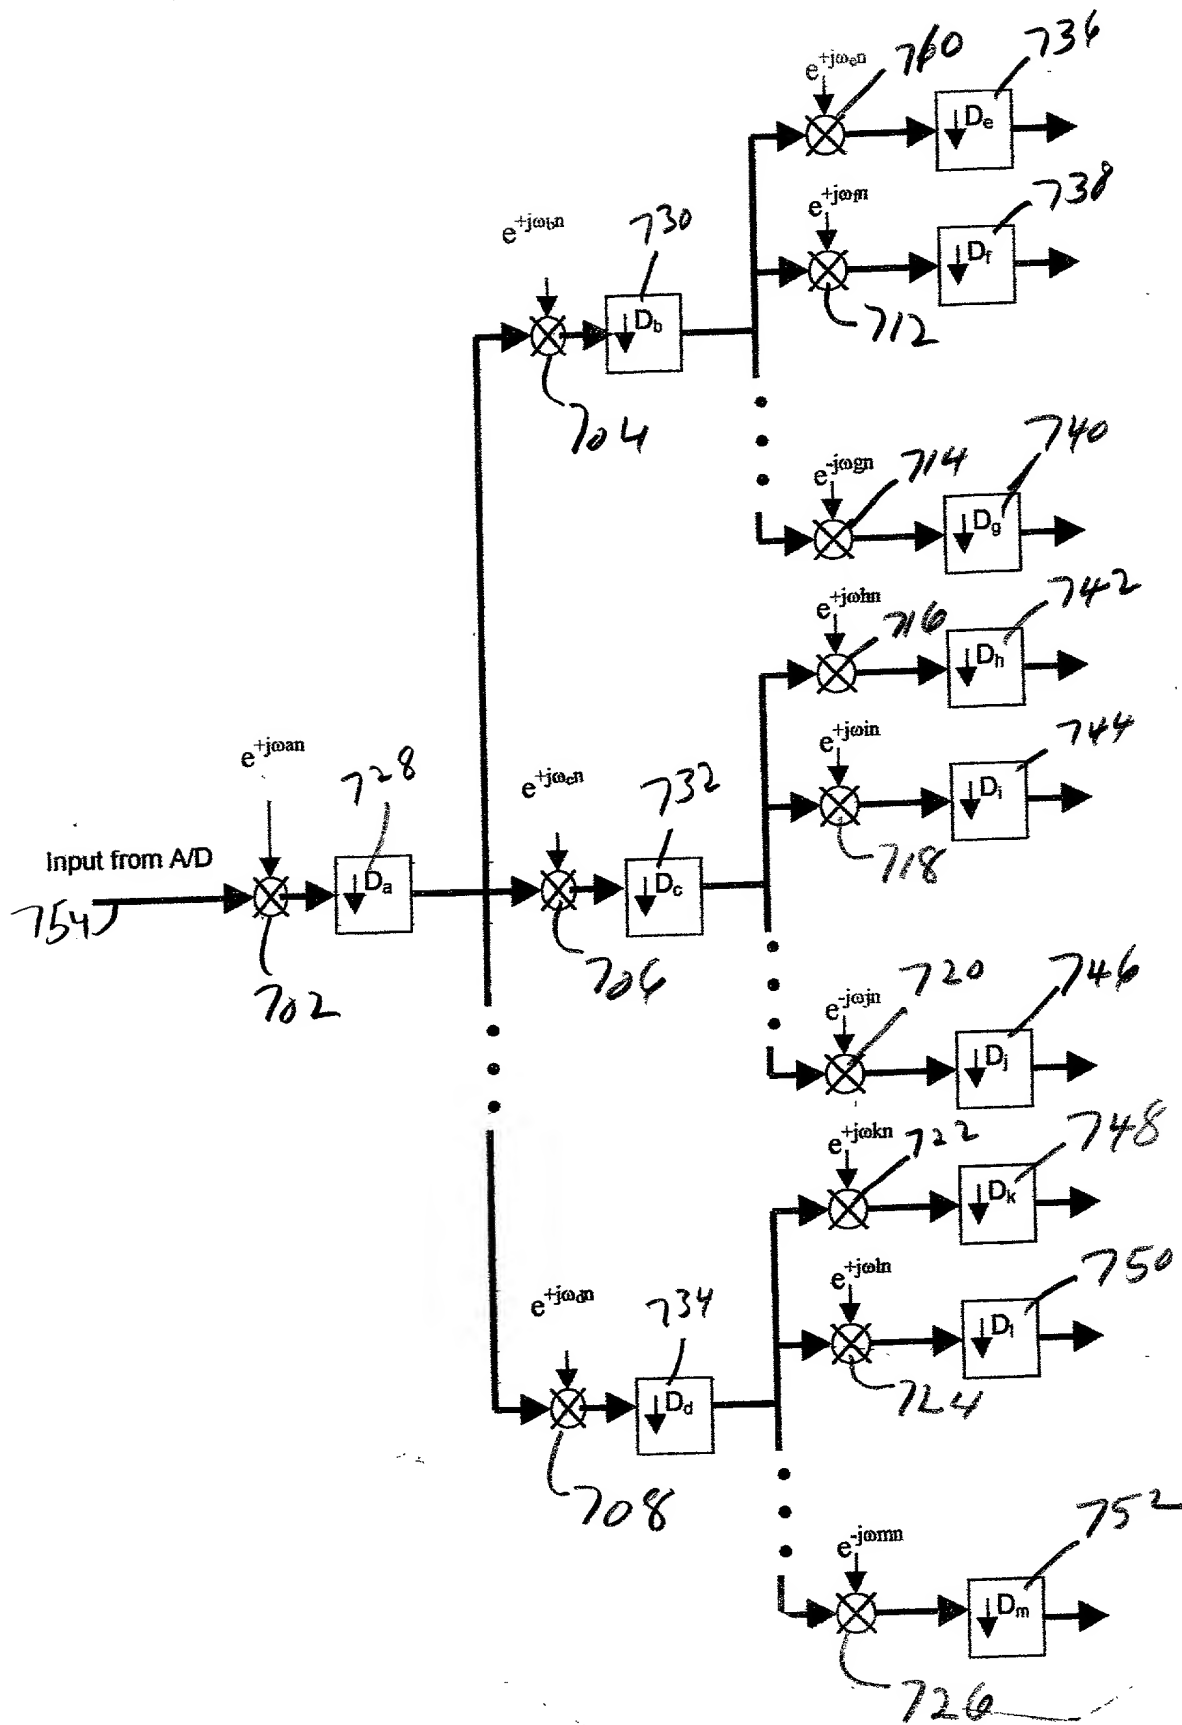 e+jωen 760 736
↓De
e+jωfn 738
↓Df
712
e+jωbn 730
↓Db
704
e-jωgn 714 740
↓Dg
e+jωhn 716 742
↓Dh
e+jωin 744
↓Di
718
e+jωan 728
Input from A/D
↓Da
754
702
e+jωcn 732
↓Dc
706
e-jωjn 720 746
↓Dj
e+jωkn 722 748
↓Dk
e+jωln 750
↓Dl
724
e+jωdn 734
↓Dd
708
e-jωmn 752
↓Dm
726